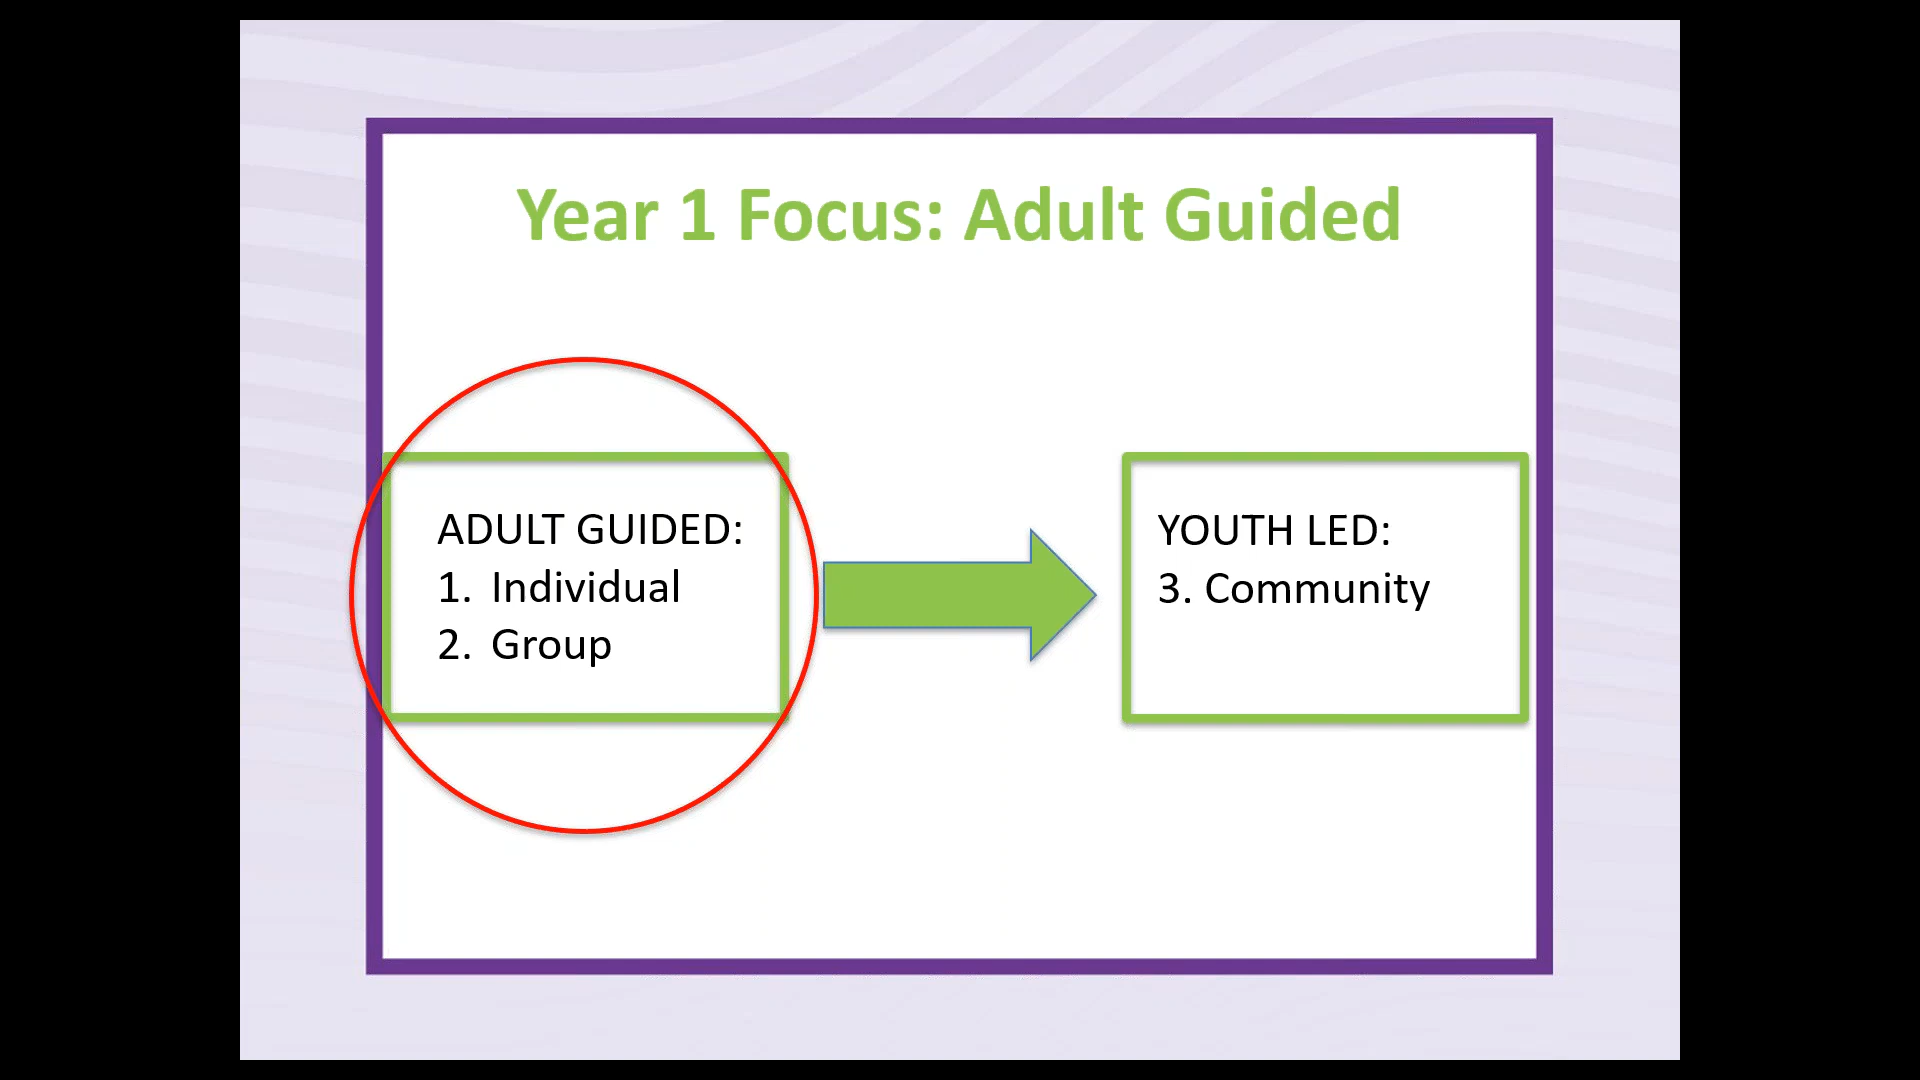 Year 1 Focus: Adult Guided
ADULT GUIDED:
1. Individual
2. Group
YOUTH LED:
3. Community